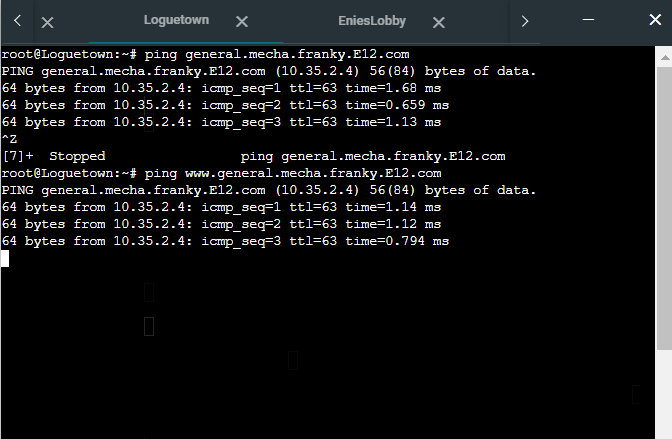 Loguetown
EniesLobby
root@Loguetown:~# ping general.mecha.franky.E12.com
PING general.mecha.franky.E12.com (10.35.2.4) 56(84) bytes of data.
64 bytes from 10.35.2.4: icmp_seq=1 ttl=63 time=1.68 ms
64 bytes from 10.35.2.4: icmp_seq=2 ttl=63 time=0.659 ms
64 bytes from 10.35.2.4: icmp_seq=3 ttl=63 time=1.13 ms
^Z
[7]+  Stopped                 ping general.mecha.franky.E12.com
root@Loguetown:~# ping www.general.mecha.franky.E12.com
PING general.mecha.franky.E12.com (10.35.2.4) 56(84) bytes of data.
64 bytes from 10.35.2.4: icmp_seq=1 ttl=63 time=1.14 ms
64 bytes from 10.35.2.4: icmp_seq=2 ttl=63 time=1.12 ms
64 bytes from 10.35.2.4: icmp_seq=3 ttl=63 time=0.794 ms